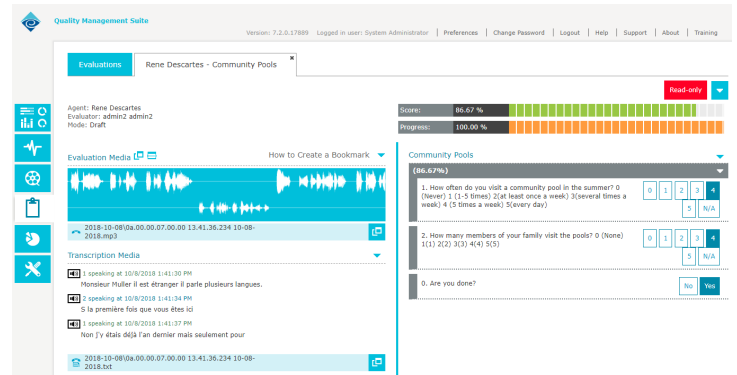 Quality Management Suite
Version: 7.2.0.17889 Logged in user: System Administrator | Preferences | Change Password | Logout | Help | Support | About | Training
Evaluations
Rene Descartes - Community Pools ×
Read-only
Agent: Rene Descartes
Evaluator: admin2 admin2
Mode: Draft
Score: 86.67 %
Progress: 100.00 %
Evaluation Media
How to Create a Bookmark
2018-10-08\0a.00.00.07.00.00 13.41.36.234 10-08-
2018.mp3
Transcription Media
1 speaking at 10/8/2018 1:41:30 PM
Monsieur Muller il est étranger il parle plusieurs langues.
2 speaking at 10/8/2018 1:41:34 PM
S la première fois que vous êtes ici
1 speaking at 10/8/2018 1:41:37 PM
Non j'y étais déjà l'an dernier mais seulement pour
2018-10-08\0a.00.00.07.00.00 13.41.36.234 10-08-
2018.txt
Community Pools
(86.67%)
1. How often do you visit a community pool in the summer? 0
(Never) 1 (1-5 times) 2(at least once a week) 3(several times a
week) 4 (5 times a week) 5(every day)
0 1 2 3 4
5 N/A
2. How many members of your family visit the pools? 0 (None)
1(1) 2(2) 3(3) 4(4) 5(5)
0 1 2 3 4
5 N/A
0. Are you done?
No Yes